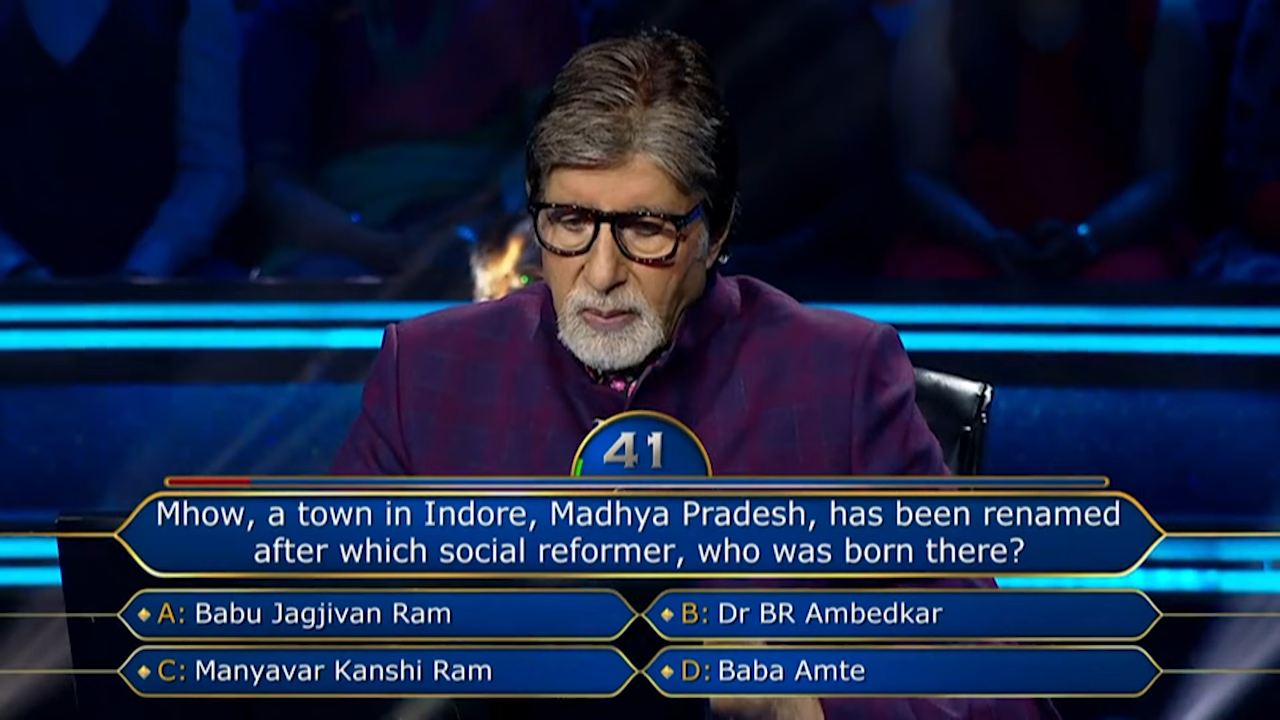 41
Mhow, a town in Indore, Madhya Pradesh, has been renamed
after which social reformer, who was born there?
A: Babu Jagjivan Ram
B: Dr BR Ambedkar
C: Manyavar Kanshi Ram
D: Baba Amte